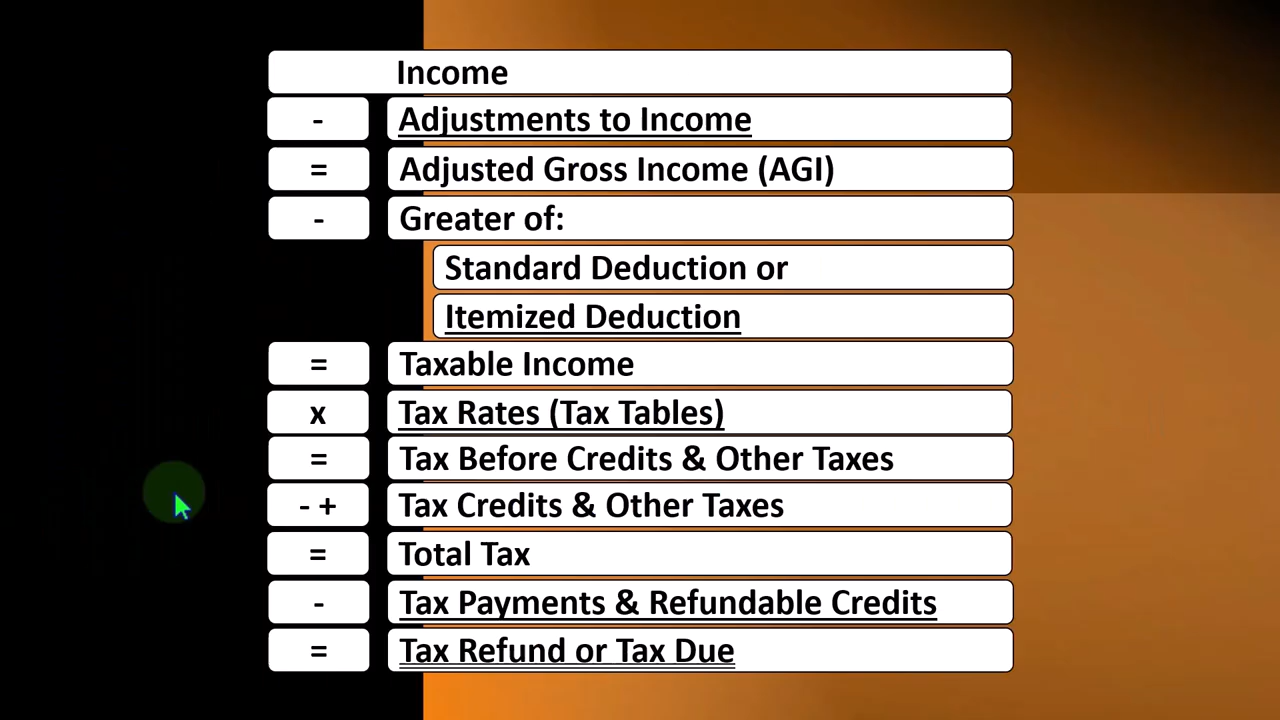 Income
- Adjustments to Income
= Adjusted Gross Income (AGI)
- Greater of:
Standard Deduction or
Itemized Deduction
= Taxable Income
x Tax Rates (Tax Tables)
= Tax Before Credits & Other Taxes
- + Tax Credits & Other Taxes
= Total Tax
- Tax Payments & Refundable Credits
= Tax Refund or Tax Due